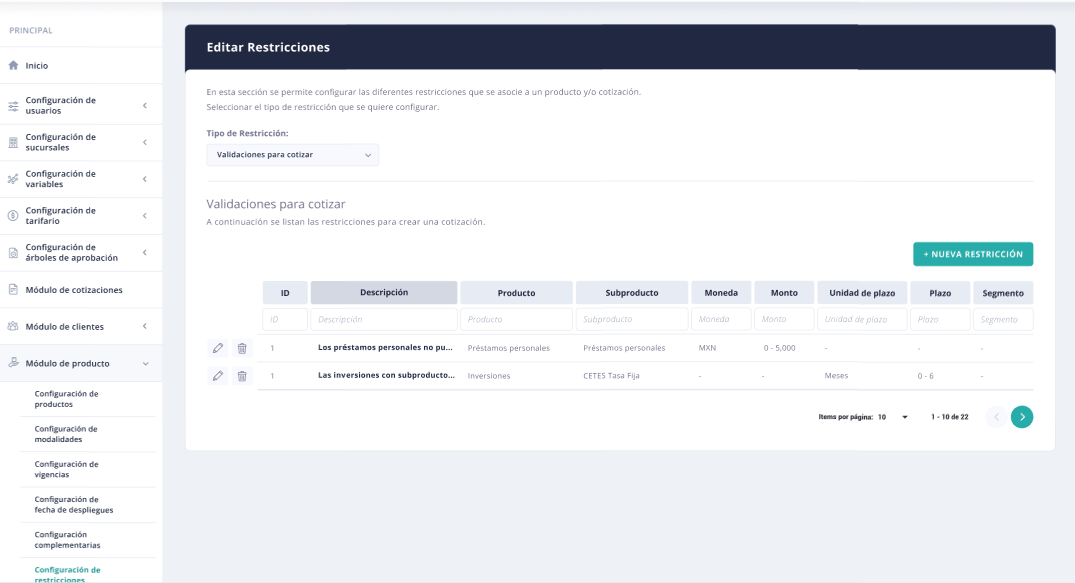 PRINCIPAL
Inicio
Configuración de
usuarios
Configuración de
sucursales
Configuración de
variables
Configuración de
tarifario
Configuración de
árboles de aprobación
Módulo de cotizaciones
Módulo de clientes
Módulo de producto
Configuración de
productos
Configuración de
modalidades
Configuración de
vigencias
Configuración de
fecha de despliegues
Configuración
complementarias
Configuración de
restricciones
Editar Restricciones
En esta sección se permite configurar las diferentes restricciones que se asocie a un producto y/o cotización.
Seleccionar el tipo de restricción que se quiere configurar.
Tipo de Restricción:
Validaciones para cotizar
Validaciones para cotizar
A continuación se listan las restricciones para crear una cotización.
+ NUEVA RESTRICCIÓN
ID Descripción Producto Subproducto Moneda Monto Unidad de plazo Plazo Segmento
ID Descripción Producto Subproducto Moneda Monto Unidad de plazo Plazo Segmento
1 Los préstamos personales no pu... Préstamos personales Préstamos personales MXN 0 - 5,000 - - -
1 Las inversiones con subproducto... Inversiones CETES Tasa Fija - - Meses 0 - 6 -
Items por página: 10 1 - 10 de 22